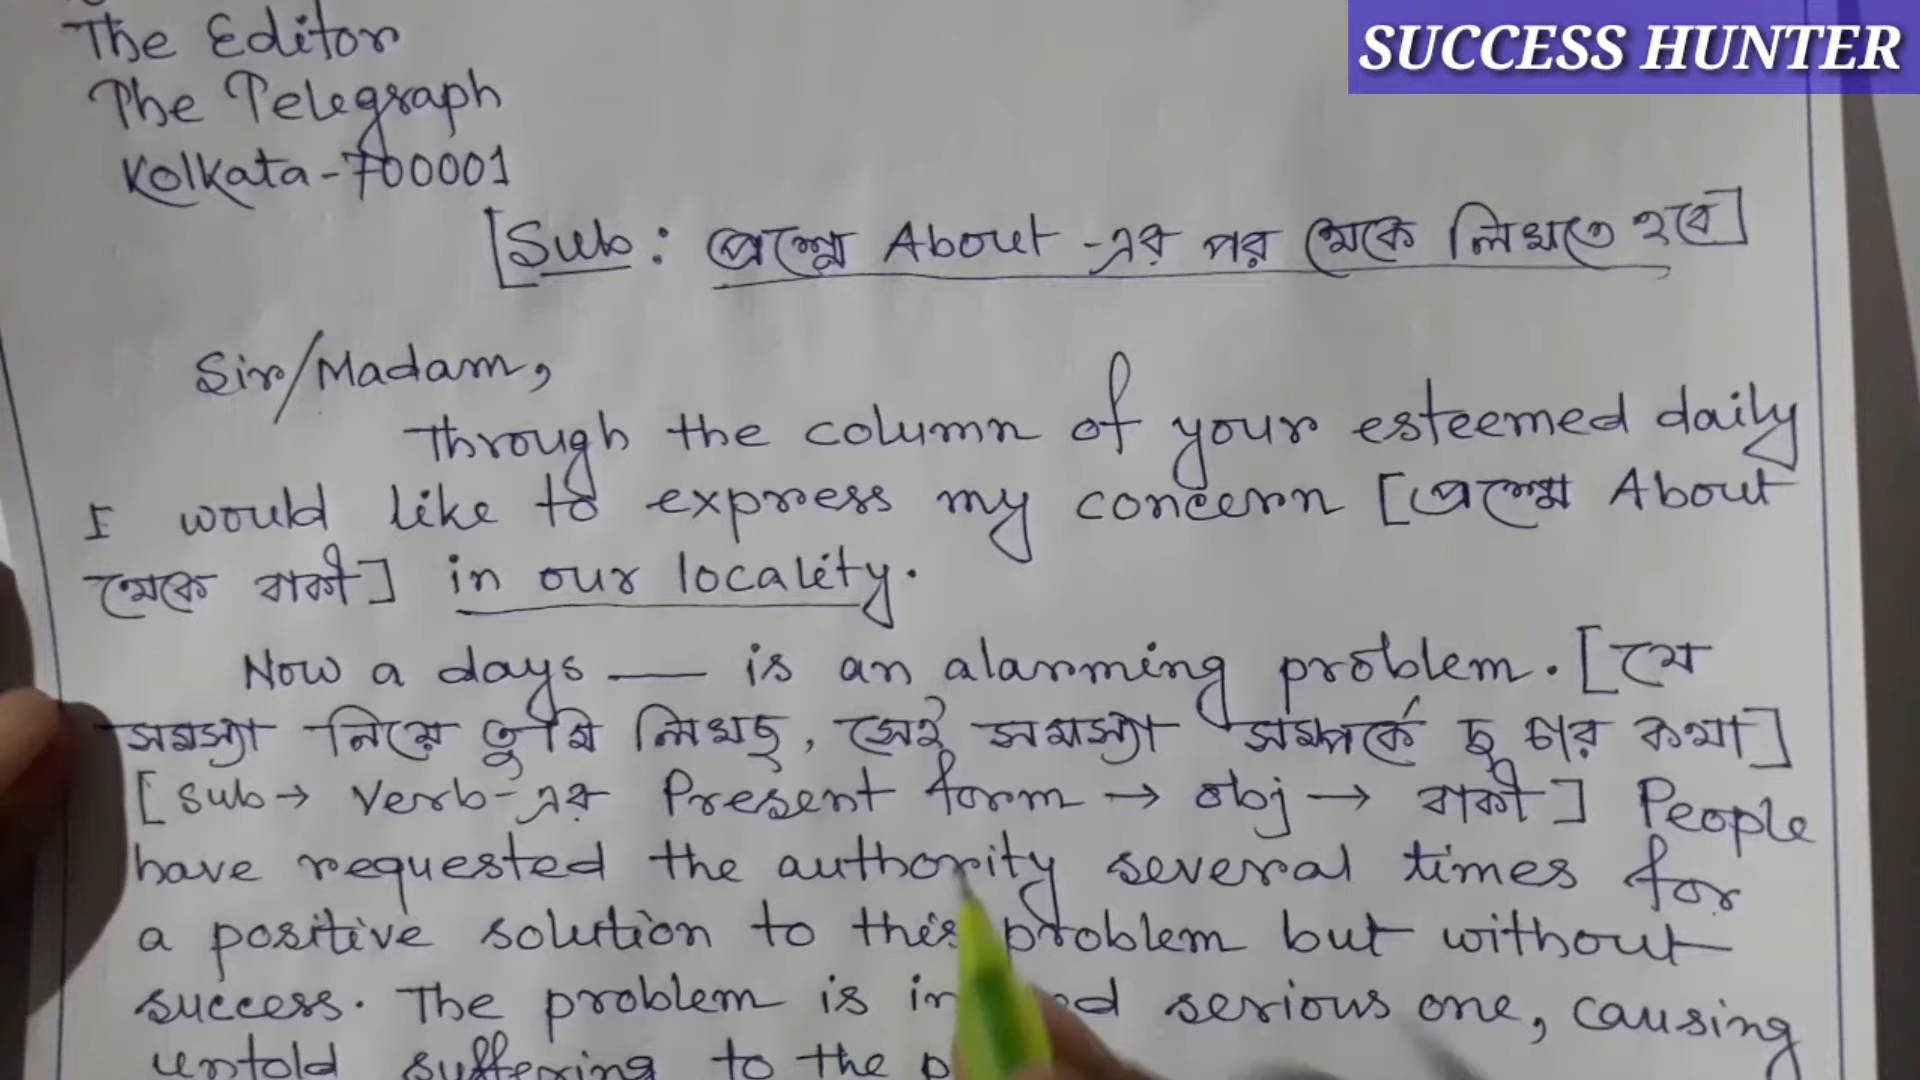 SUCCESS HUNTER
The Editor
The Telegraph
Kolkata-700001
[Sub: প্রশ্নে About -এর পর থেকে লিখতে হবে]
Sir/Madam,
Through the column of your esteemed daily
I would like to express my concern [প্রশ্নে About
থেকে বাকী] in our locality.
Now a days — is an alarming problem. [যে
সমস্যা নিয়ে তুমি লিখছ, সেই সমস্যা সম্পর্কে দু চার কথা]
[Sub→ Verb-এর Present form → obj → বাকী] People
have requested the authority several times for
a positive solution to this problem but without
success. The problem is serious one, causing
untold suffering to the